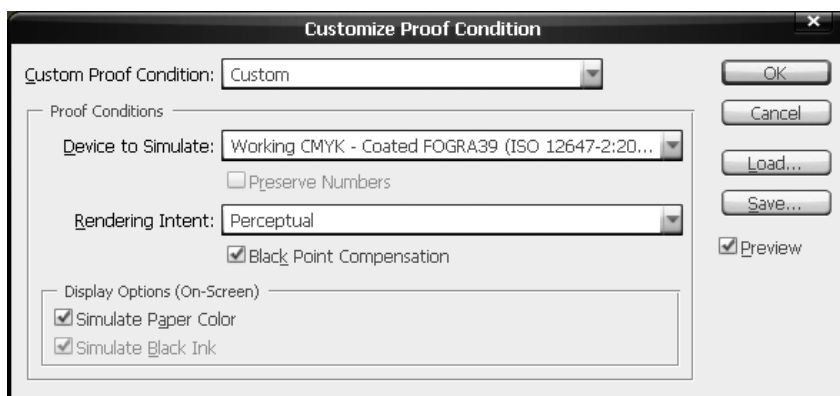 Customize Proof Condition
Custom Proof Condition: Custom
OK
Proof Conditions
Cancel
Device to Simulate: Working CMYK - Coated FOGRA39 (ISO 12647-2:20...
Preserve Numbers
Load...
Rendering Intent: Perceptual
Save...
Black Point Compensation
Preview
Display Options (On-Screen)
Simulate Paper Color
Simulate Black Ink